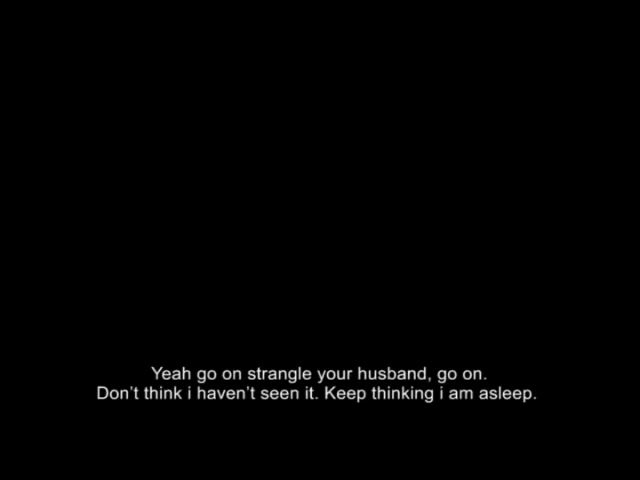 Yeah go on strangle your husband, go on.
Don't think i haven't seen it. Keep thinking i am asleep.